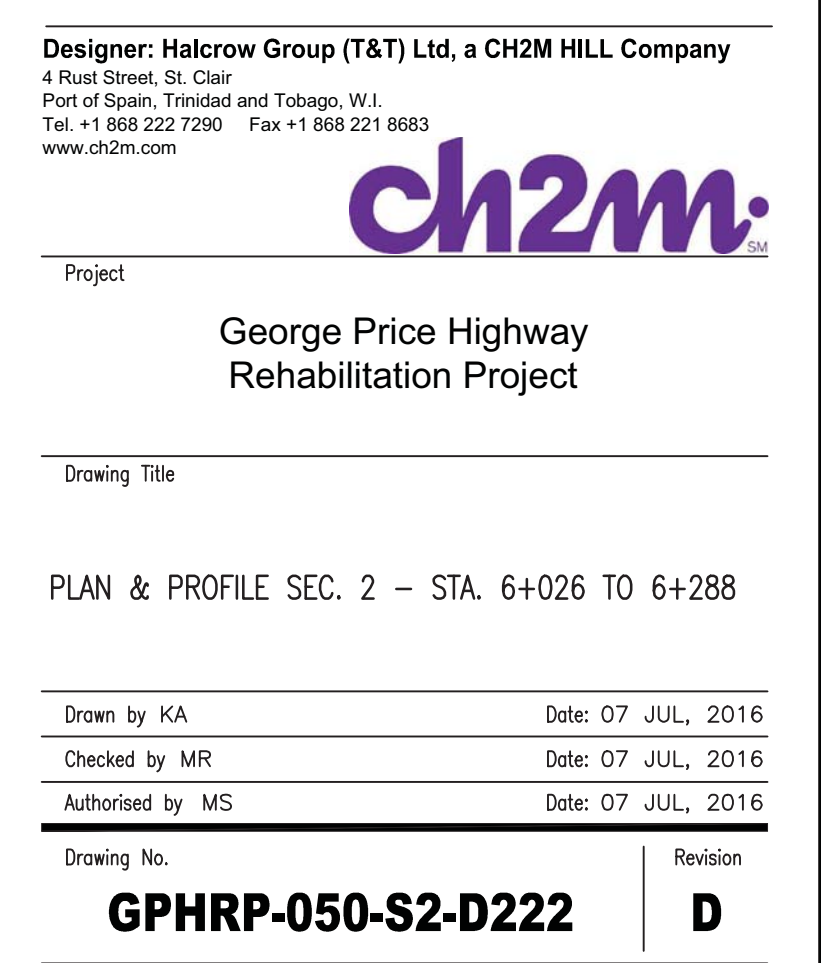 Designer: Halcrow Group (T&T) Ltd, a CH2M HILL Company
4 Rust Street, St. Clair
Port of Spain, Trinidad and Tobago, W.I.
Tel. +1 868 222 7290 Fax +1 868 221 8683
www.ch2m.com
ch2m:
SM
Project
George Price Highway
Rehabilitation Project
Drawing Title
PLAN & PROFILE SEC. 2 – STA. 6+026 TO 6+288
Drawn by KA Date: 07 JUL, 2016
Checked by MR Date: 07 JUL, 2016
Authorised by MS Date: 07 JUL, 2016
Drawing No. Revision
GPHRP-050-S2-D222 D